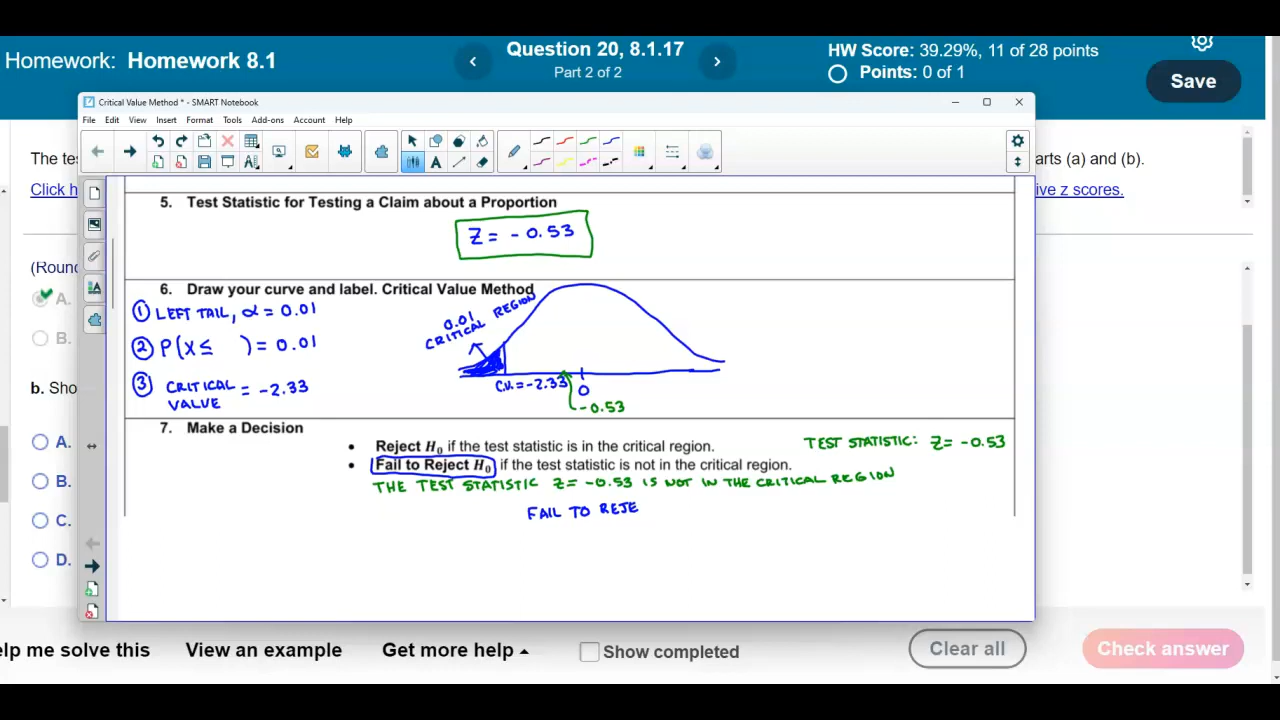 Homework: Homework 8.1
Question 20, 8.1.17
Part 2 of 2
HW Score: 39.29%, 11 of 28 points
Points: 0 of 1
Save
Critical Value Method * - SMART Notebook
File Edit View Insert Format Tools Add-ons Account Help
The tes
arts (a) and (b).
Click h
ive z scores.
(Round
A.
B.
b. Sho
A.
B.
C.
D.
5. Test Statistic for Testing a Claim about a Proportion
Z = -0.53
6. Draw your curve and label. Critical Value Method
① LEFT TAIL, α = 0.01
② P(X ≤ ) = 0.01
③ CRITICAL VALUE = -2.33
0.01
CRITICAL REGION
C.V. = -2.33
0
-0.53
7. Make a Decision
• Reject H₀ if the test statistic is in the critical region.
TEST STATISTIC: Z = -0.53
• Fail to Reject H₀ if the test statistic is not in the critical region.
THE TEST STATISTIC Z = -0.53 IS NOT IN THE CRITICAL REGION
FAIL TO REJE
elp me solve this
View an example
Get more help
Show completed
Clear all
Check answer